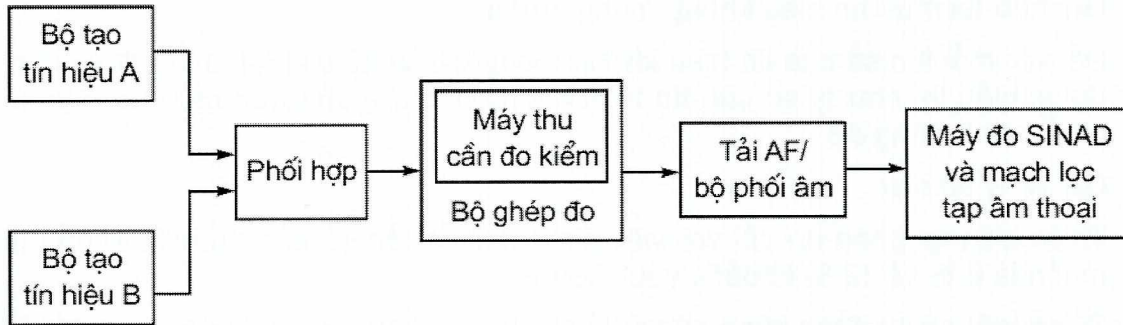 Bộ tạo
tín hiệu A
Phối hợp
Máy thu
cần đo kiểm
Bộ ghép đo
Tải AF/
bộ phối âm
Máy đo SINAD
và mạch lọc
tạp âm thoại
Bộ tạo
tín hiệu B